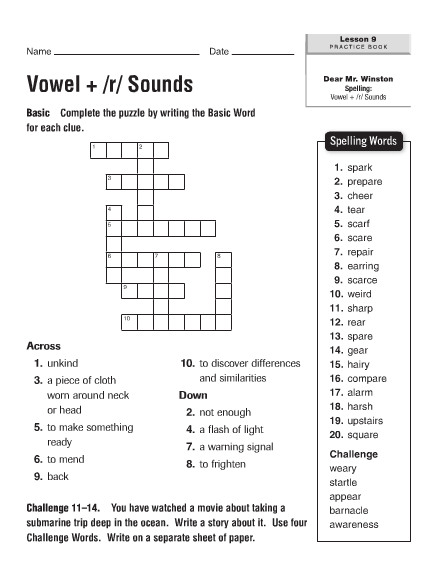 Lesson 9
PRACTICE BOOK
Name
Date
Dear Mr. Winston
Spelling:
Vowel + /r/ Sounds
Vowel + /r/ Sounds
Basic Complete the puzzle by writing the Basic Word
for each clue.
1
2
3
4
5
6
7
8
9
10
Across
1. unkind
3. a piece of cloth
worn around neck
or head
5. to make something
ready
6. to mend
9. back
10. to discover differences
and similarities
Down
2. not enough
4. a flash of light
7. a warning signal
8. to frighten
Challenge 11–14. You have watched a movie about taking a
submarine trip deep in the ocean. Write a story about it. Use four
Challenge Words. Write on a separate sheet of paper.
Spelling Words
1. spark
2. prepare
3. cheer
4. tear
5. scarf
6. scare
7. repair
8. earring
9. scarce
10. weird
11. sharp
12. rear
13. spare
14. gear
15. hairy
16. compare
17. alarm
18. harsh
19. upstairs
20. square
Challenge
weary
startle
appear
barnacle
awareness